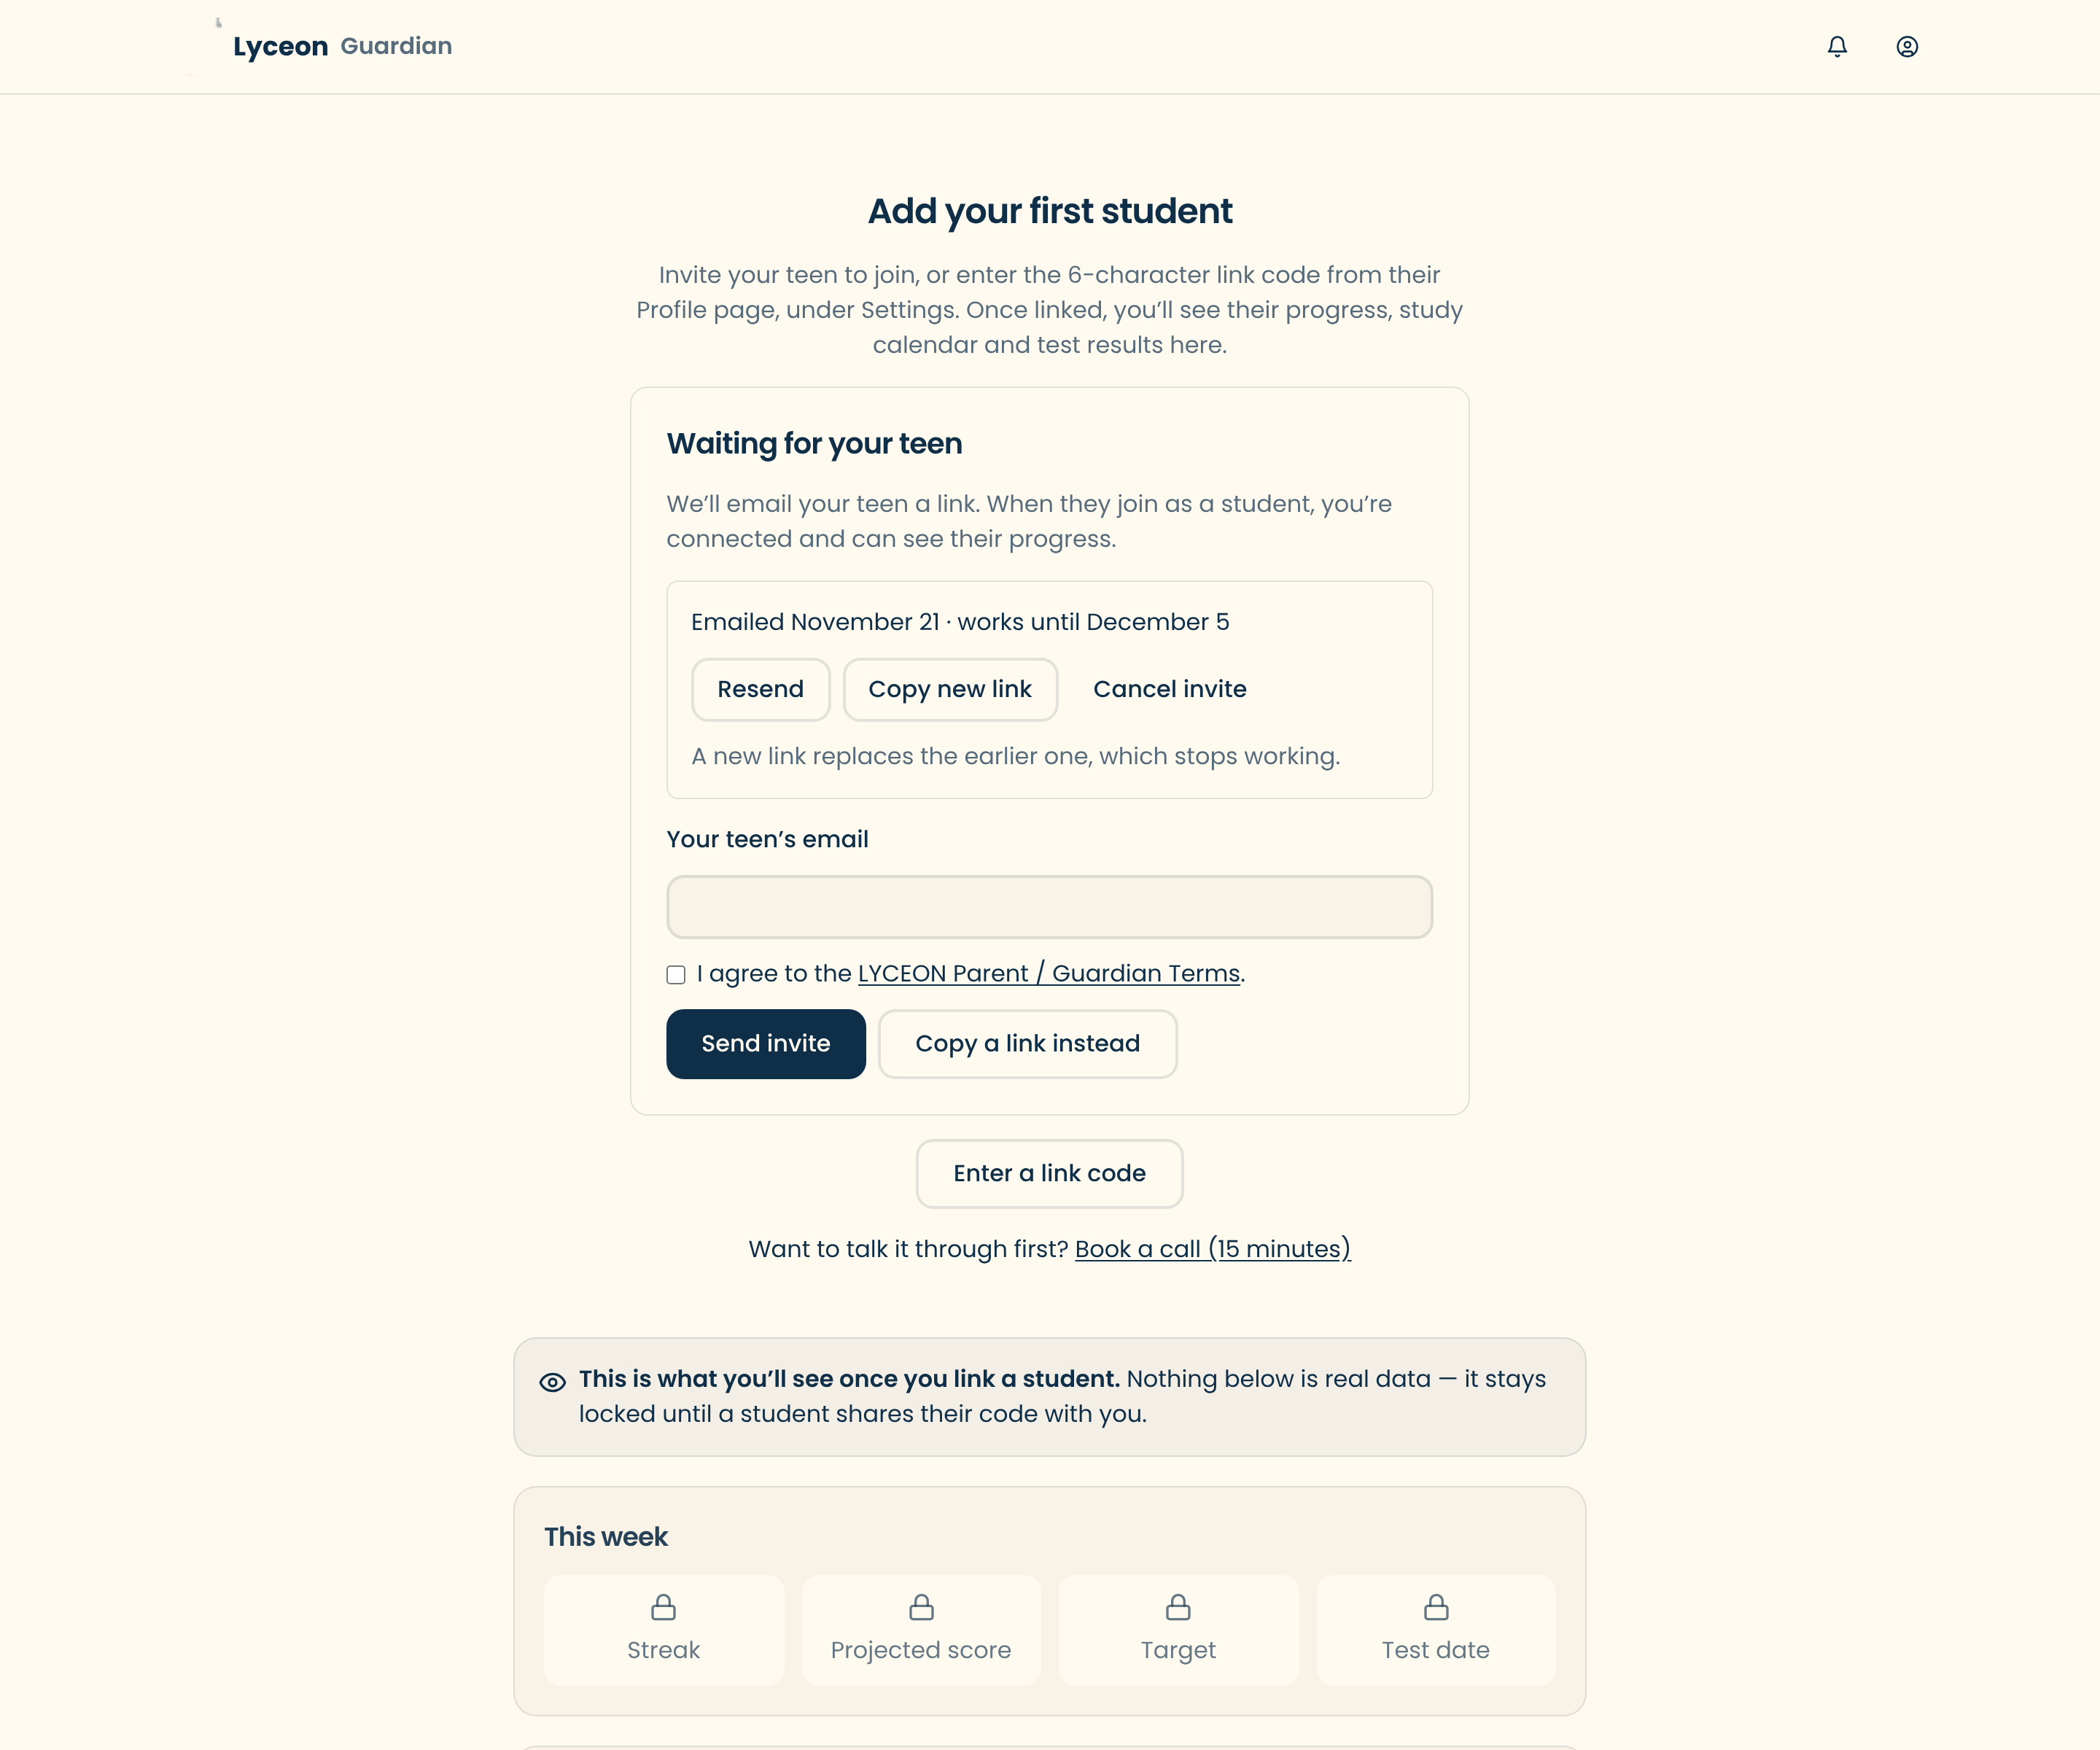 Lyceon Guardian
Add your first student
Invite your teen to join, or enter the 6-character link code from their
Profile page, under Settings. Once linked, you’ll see their progress, study
calendar and test results here.
Waiting for your teen
We’ll email your teen a link. When they join as a student, you’re
connected and can see their progress.
Emailed November 21 · works until December 5
Resend Copy new link Cancel invite
A new link replaces the earlier one, which stops working.
Your teen’s email
I agree to the LYCEON Parent / Guardian Terms.
Send invite Copy a link instead
Enter a link code
Want to talk it through first? Book a call (15 minutes)
This is what you’ll see once you link a student. Nothing below is real data — it stays
locked until a student shares their code with you.
This week
Streak Projected score Target Test date